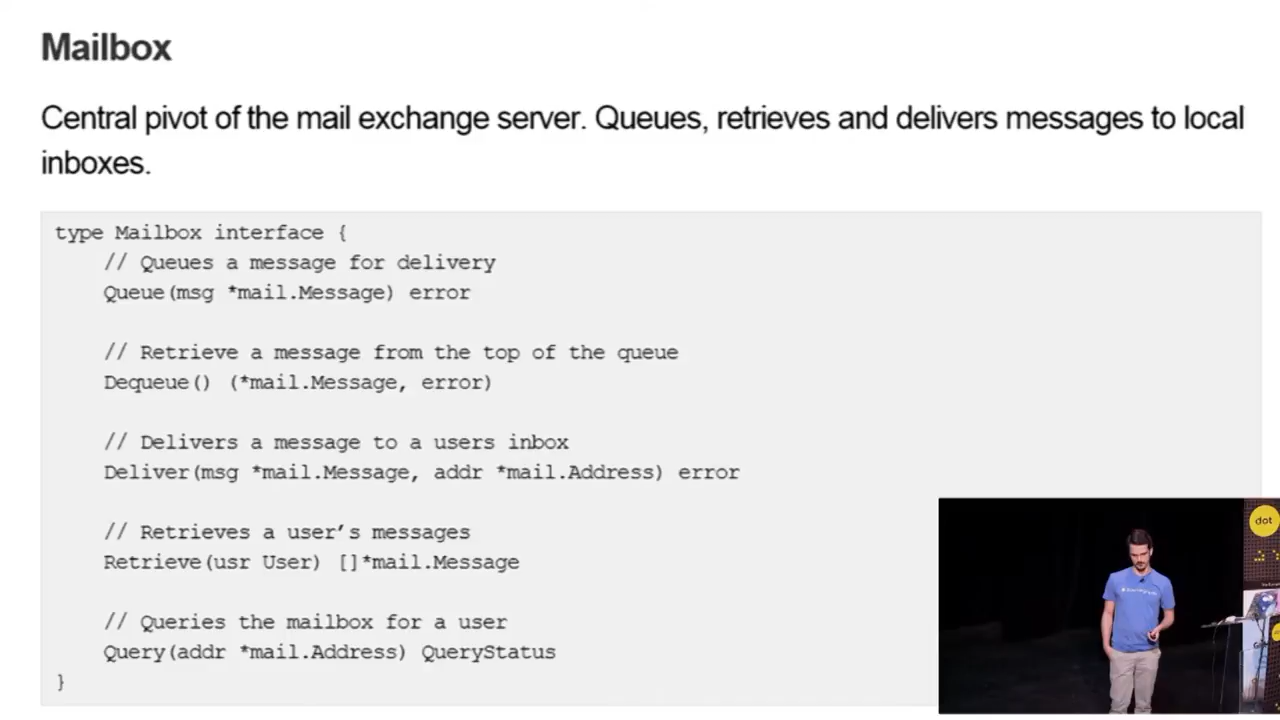 Mailbox
Central pivot of the mail exchange server. Queues, retrieves and delivers messages to local
inboxes.
type Mailbox interface {
// Queues a message for delivery
Queue(msg *mail.Message) error
// Retrieve a message from the top of the queue
Dequeue() (*mail.Message, error)
// Delivers a message to a users inbox
Deliver(msg *mail.Message, addr *mail.Address) error
// Retrieves a user’s messages
Retrieve(usr User) []*mail.Message
// Queries the mailbox for a user
Query(addr *mail.Address) QueryStatus
}
dot